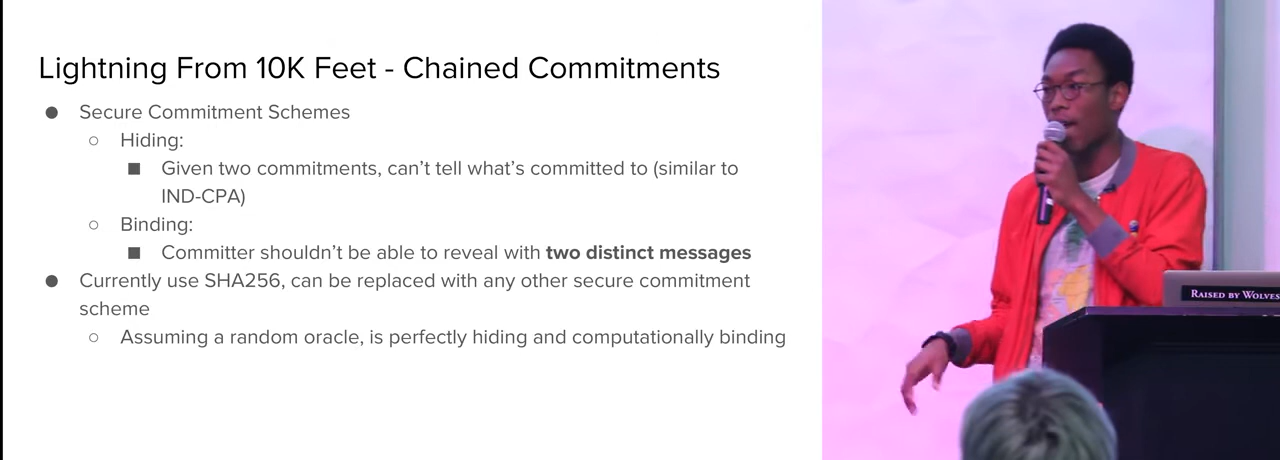 Lightning From 10K Feet - Chained Commitments
● Secure Commitment Schemes
○ Hiding:
■ Given two commitments, can't tell what's committed to (similar to
IND-CPA)
○ Binding:
■ Committer shouldn't be able to reveal with two distinct messages
● Currently use SHA256, can be replaced with any other secure commitment
scheme
○ Assuming a random oracle, is perfectly hiding and computationally binding
RAISED BY WOLVES